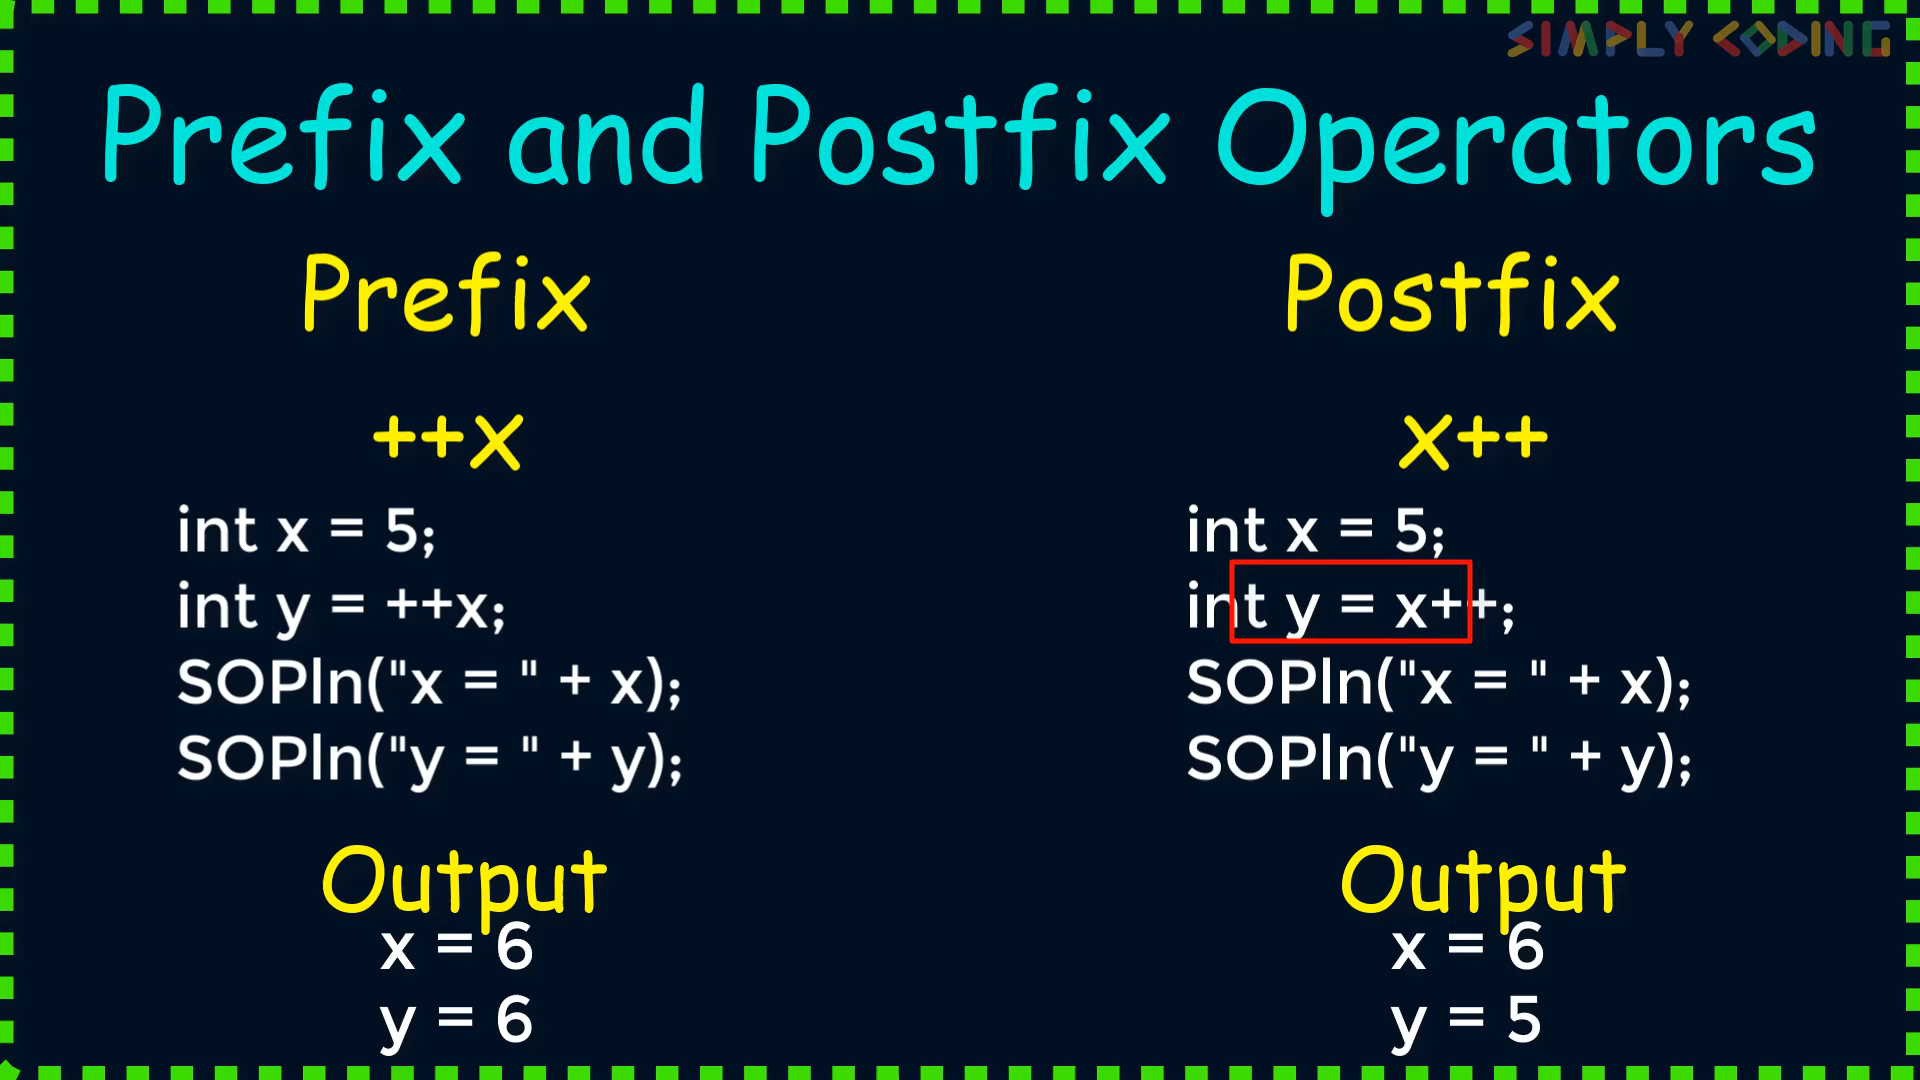 SIMPLY CODING
Prefix and Postfix Operators
Prefix
++x
int x = 5;
int y = ++x;
SOPln("x = " + x);
SOPln("y = " + y);
Output
x = 6
y = 6
Postfix
x++
int x = 5;
int y = x++;
SOPln("x = " + x);
SOPln("y = " + y);
Output
x = 6
y = 5